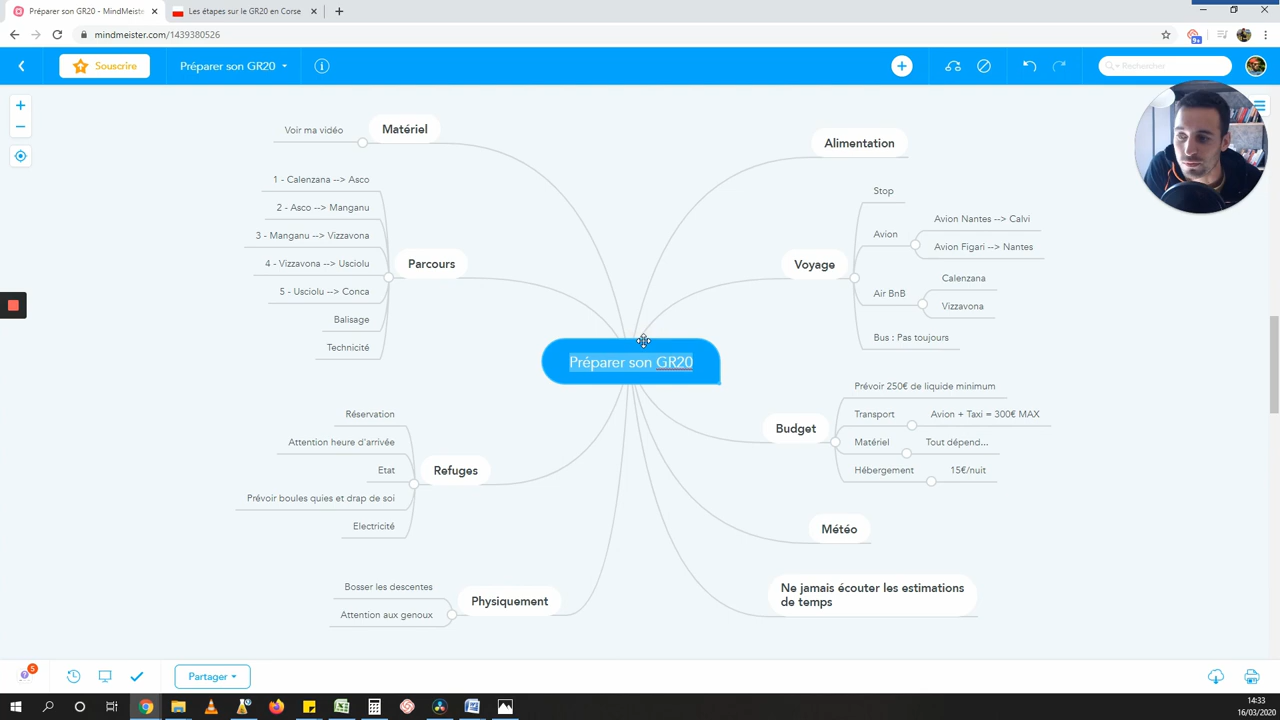 Préparer son GR20 - MindMeiste
Les étapes sur le GR20 en Corse
mindmeister.com/1439380526
9+
Souscrire
Préparer son GR20
Rechercher
Matériel
Voir ma vidéo
Parcours
1 - Calenzana --> Asco
2 - Asco --> Manganu
3 - Manganu --> Vizzavona
4 - Vizzavona --> Usciolu
5 - Usciolu --> Conca
Balisage
Technicité
Refuges
Réservation
Attention heure d'arrivée
Etat
Prévoir boules quies et drap de soi
Electricité
Physiquement
Bosser les descentes
Attention aux genoux
Préparer son GR20
Alimentation
Voyage
Stop
Avion
Avion Nantes --> Calvi
Avion Figari --> Nantes
Air BnB
Calenzana
Vizzavona
Bus : Pas toujours
Budget
Prévoir 250€ de liquide minimum
Transport
Avion + Taxi = 300€ MAX
Matériel
Tout dépend...
Hébergement
15€/nuit
Météo
Ne jamais écouter les estimations
de temps
5
Partager
14:33
16/03/2020